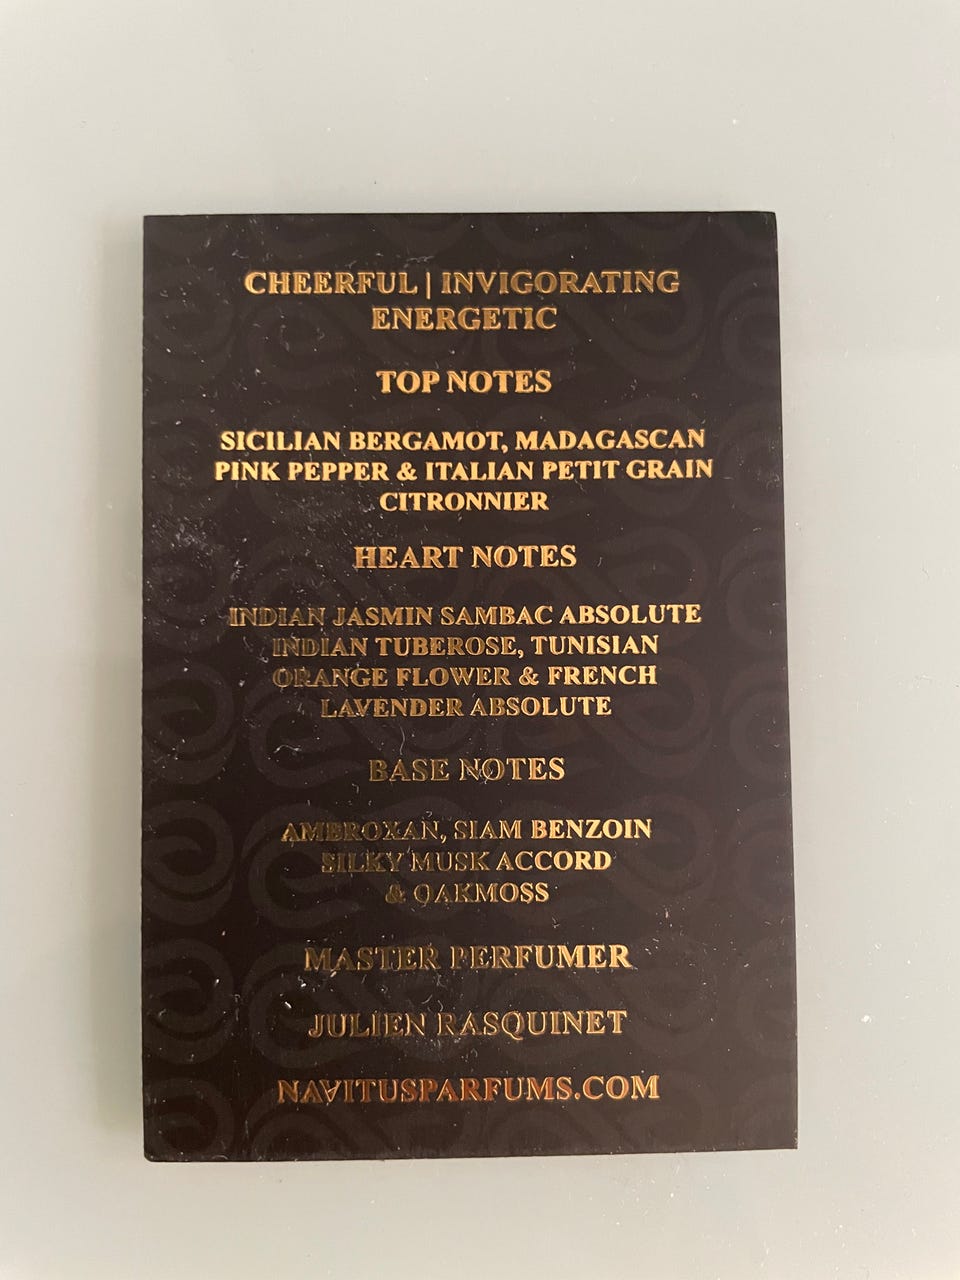 CHEERFUL | INVIGORATING
ENERGETIC
TOP NOTES
SICILIAN BERGAMOT, MADAGASCAN
PINK PEPPER & ITALIAN PETIT GRAIN
CITRONNIER
HEART NOTES
INDIAN JASMIN SAMBAC ABSOLUTE
INDIAN TUBEROSE, TUNISIAN
ORANGE FLOWER & FRENCH
LAVENDER ABSOLUTE
BASE NOTES
AMBROXAN, SIAM BENZOIN
SILKY MUSK ACCORD
& OAKMOSS
MASTER PERFUMER
JULIEN RASQUINET
NAVITUSPARFUMS.COM